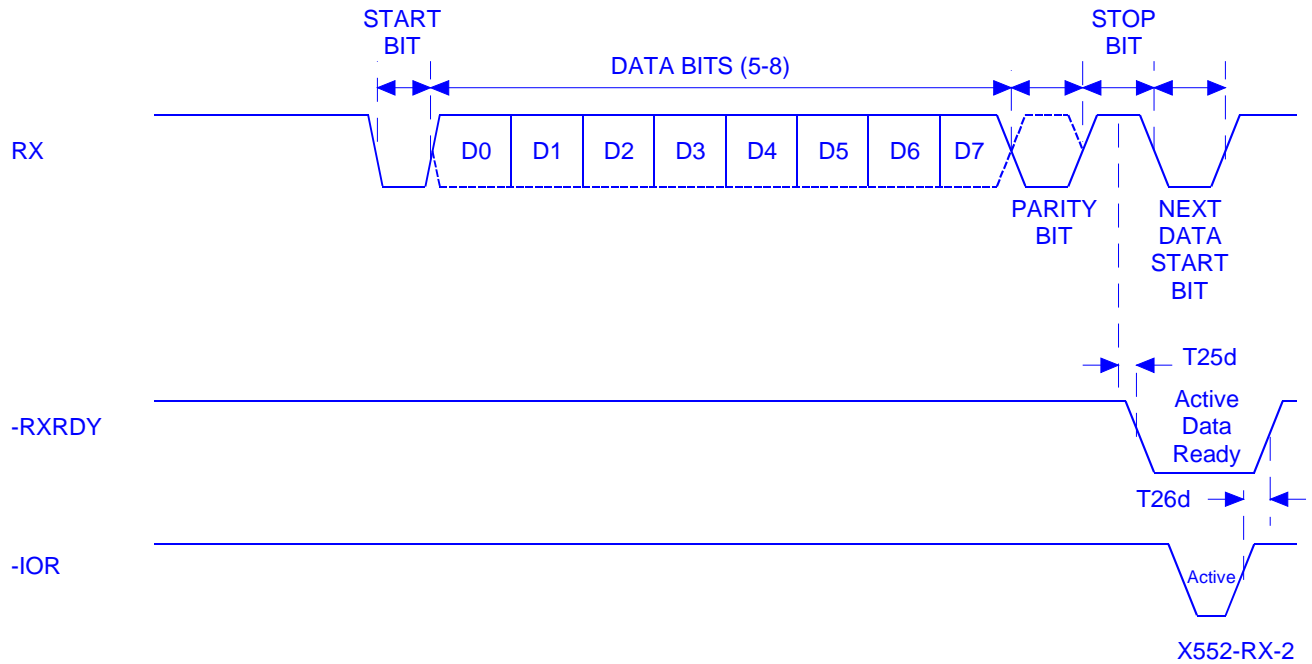 START
BIT
DATA BITS (5-8)
STOP
BIT
RX
D0 D1 D2 D3 D4 D5 D6 D7
PARITY
BIT
NEXT
DATA
START
BIT
T25d
-RXRDY
Active
Data
Ready
T26d
-IOR
Active
X552-RX-2